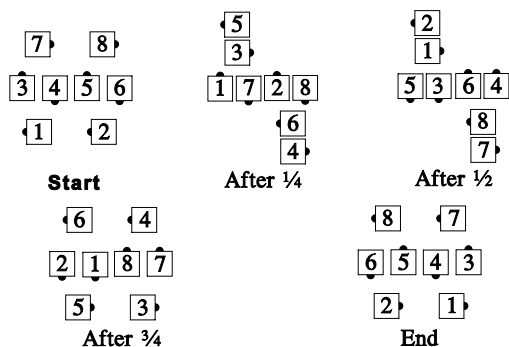 7 8
3 4 5 6
1 2
Start
5
3
1 7 2 8
6
4
After ¼
2
1
5 3 6 4
8
7
After ½
6 4
2 1 8 7
5 3
After ¾
8 7
6 5 4 3
2 1
End